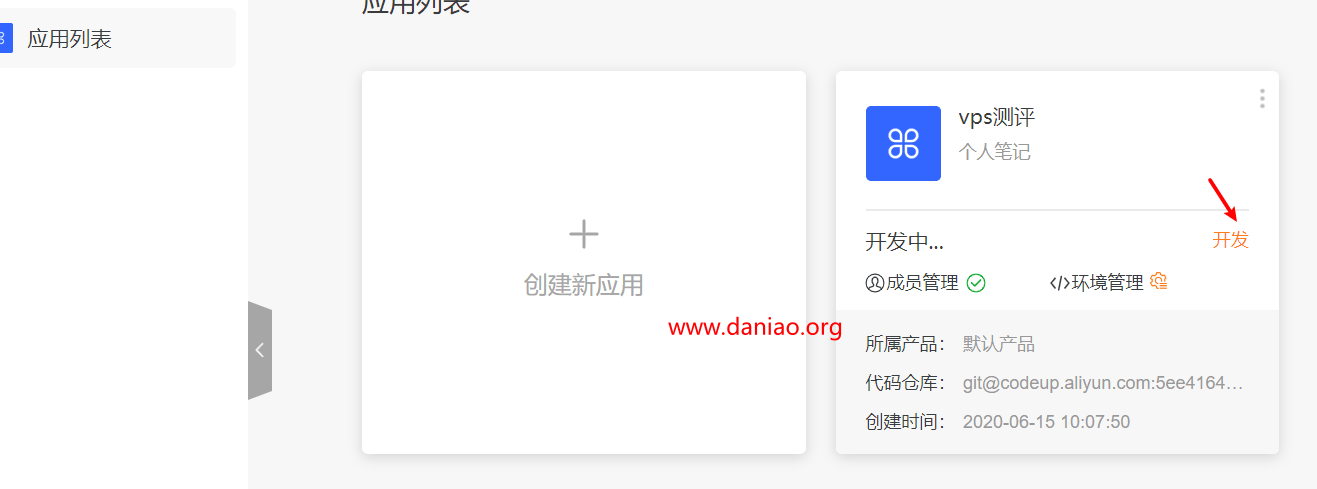 应用列表
应用列表
创建新应用
vps测评
个人笔记
开发中...
开发
成员管理
</>环境管理
www.daniao.org
所属产品： 默认产品
代码仓库： git@codeup.aliyun.com:5ee4164...
创建时间： 2020-06-15 10:07:50